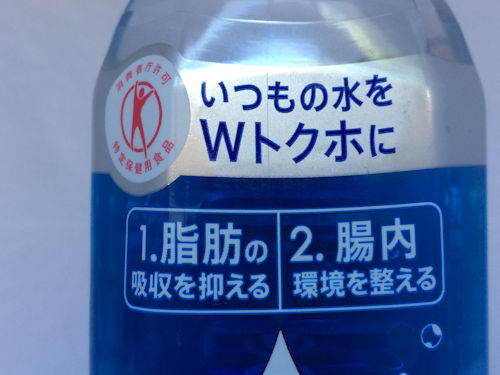 消費者庁許可
特定保健用食品
いつもの水を
Wトクホに
1.脂肪の
吸収を抑える
2.腸内
環境を整える